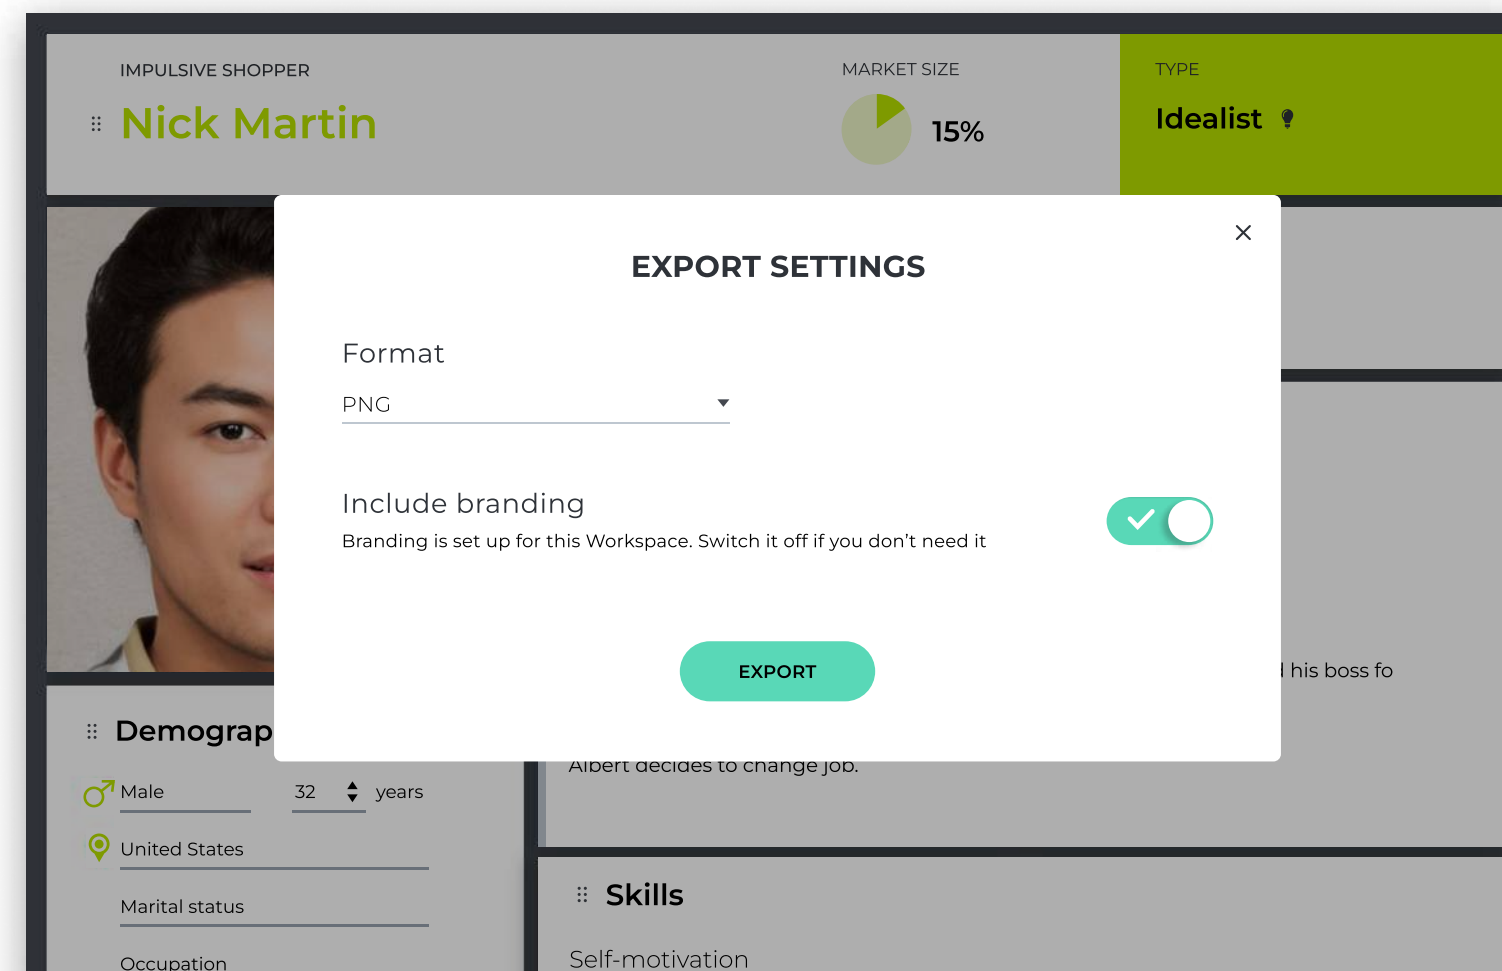 IMPULSIVE SHOPPER
Nick Martin
MARKET SIZE
15%
TYPE
Idealist
EXPORT SETTINGS
Format
PNG
Include branding
Branding is set up for this Workspace. Switch it off if you don’t need it
EXPORT
his boss fo
Albert decides to change job.
Demograp
Male
32
years
United States
Marital status
Occupation
Skills
Self-motivation